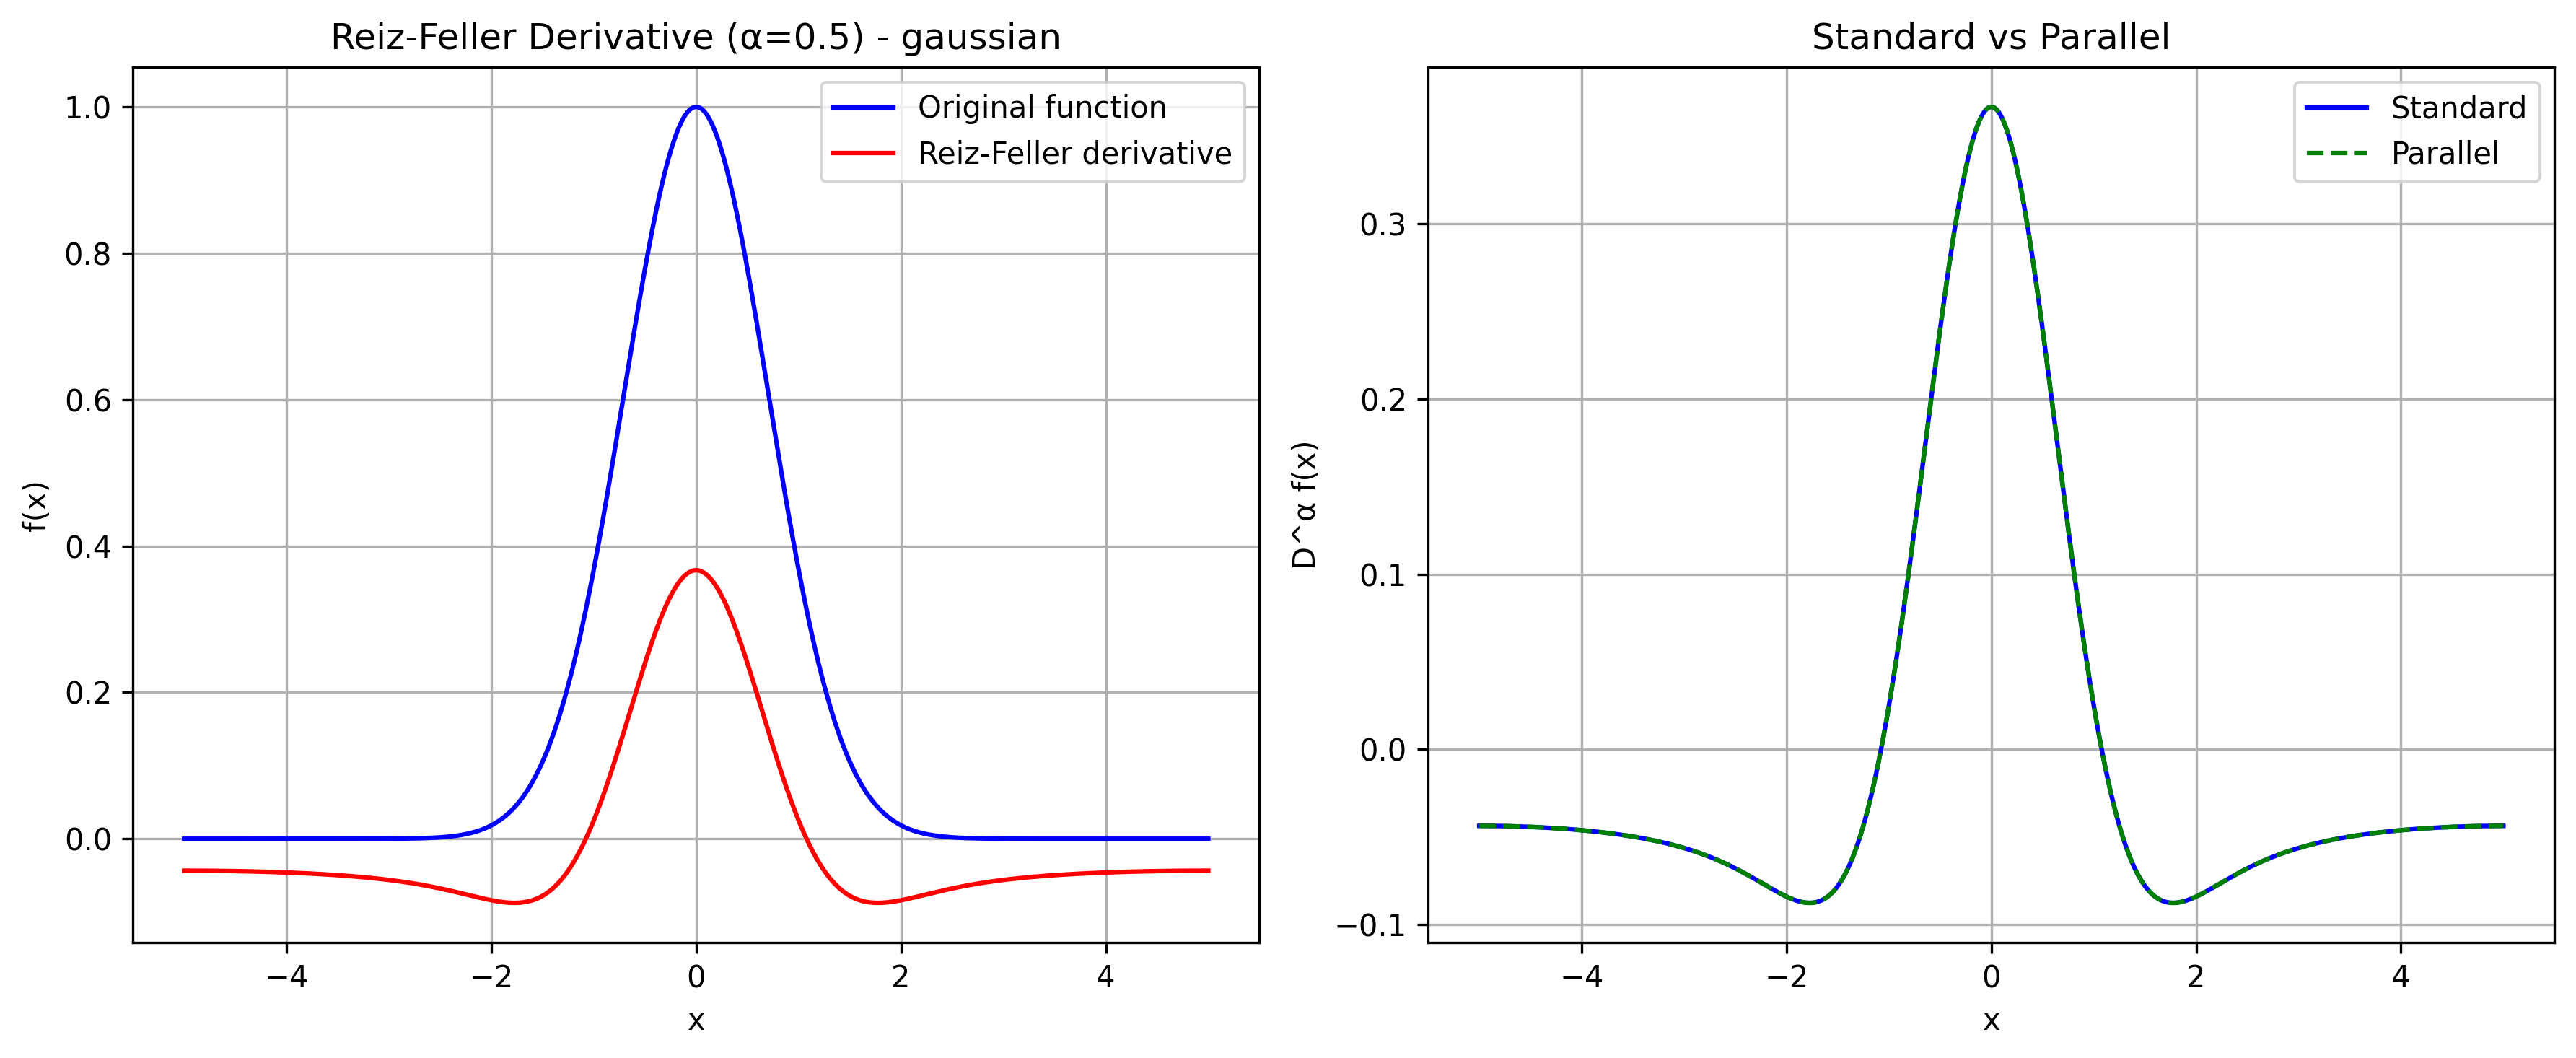 Reiz-Feller Derivative (α=0.5) - gaussian
Original function
Reiz-Feller derivative
f(x)
1.0
0.8
0.6
0.4
0.2
0.0
−4
−2
0
2
4
x
Standard vs Parallel
Standard
Parallel
D^α f(x)
0.3
0.2
0.1
0.0
−0.1
−4
−2
0
2
4
x